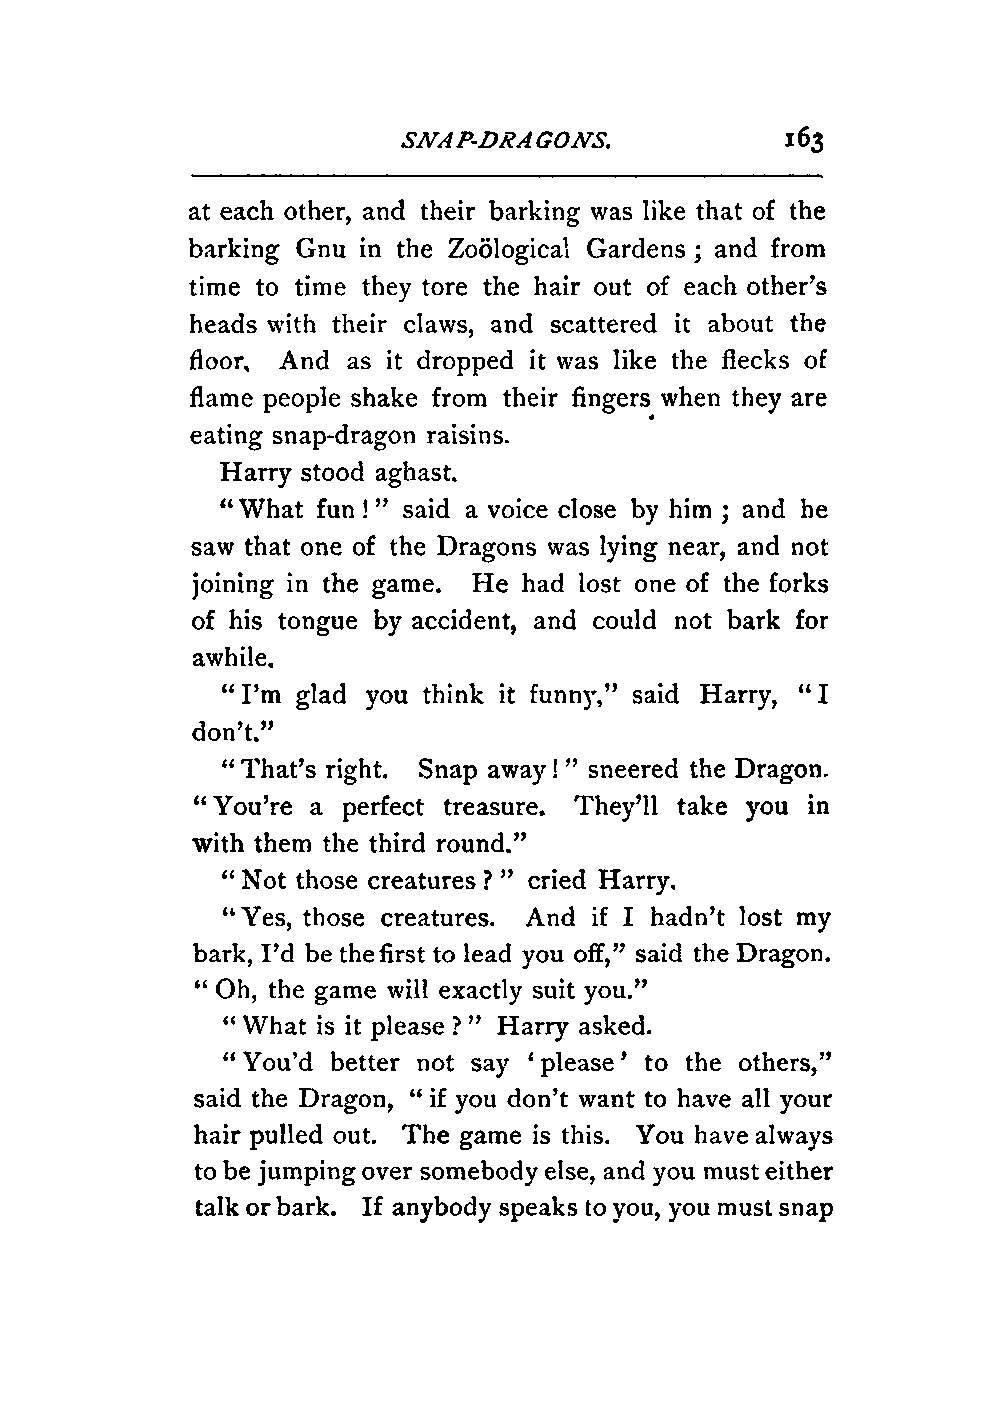 SNAP-DRAGONS. 163
at each other, and their barking was like that of the
barking Gnu in the Zoölogical Gardens ; and from
time to time they tore the hair out of each other's
heads with their claws, and scattered it about the
floor. And as it dropped it was like the flecks of
flame people shake from their fingers when they are
eating snap-dragon raisins.
Harry stood aghast.
“What fun ! ” said a voice close by him ; and he
saw that one of the Dragons was lying near, and not
joining in the game. He had lost one of the forks
of his tongue by accident, and could not bark for
awhile.
“I'm glad you think it funny,” said Harry, “I
don't.”
“That's right. Snap away ! ” sneered the Dragon.
“You're a perfect treasure. They'll take you in
with them the third round.”
“Not those creatures ? ” cried Harry.
“Yes, those creatures. And if I hadn't lost my
bark, I'd be the first to lead you off,” said the Dragon.
“Oh, the game will exactly suit you.”
“What is it please ? ” Harry asked.
“You'd better not say ‘please’ to the others,”
said the Dragon, “if you don't want to have all your
hair pulled out. The game is this. You have always
to be jumping over somebody else, and you must either
talk or bark. If anybody speaks to you, you must snap